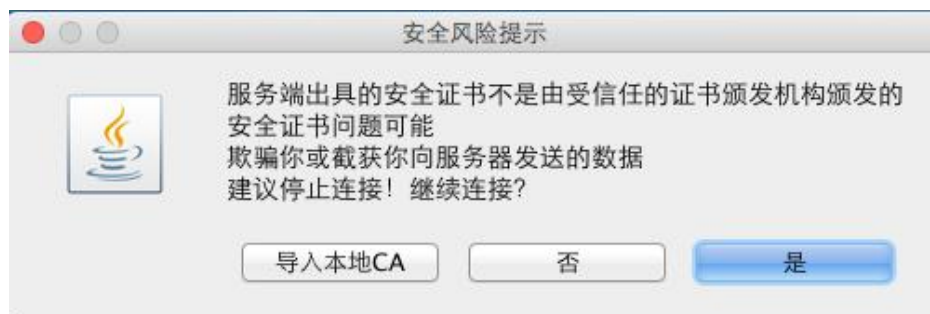 安全风险提示
服务端出具的安全证书不是由受信任的证书颁发机构颁发的
安全证书问题可能
欺骗你或截获你向服务器发送的数据
建议停止连接！继续连接?
导入本地CA
否
是